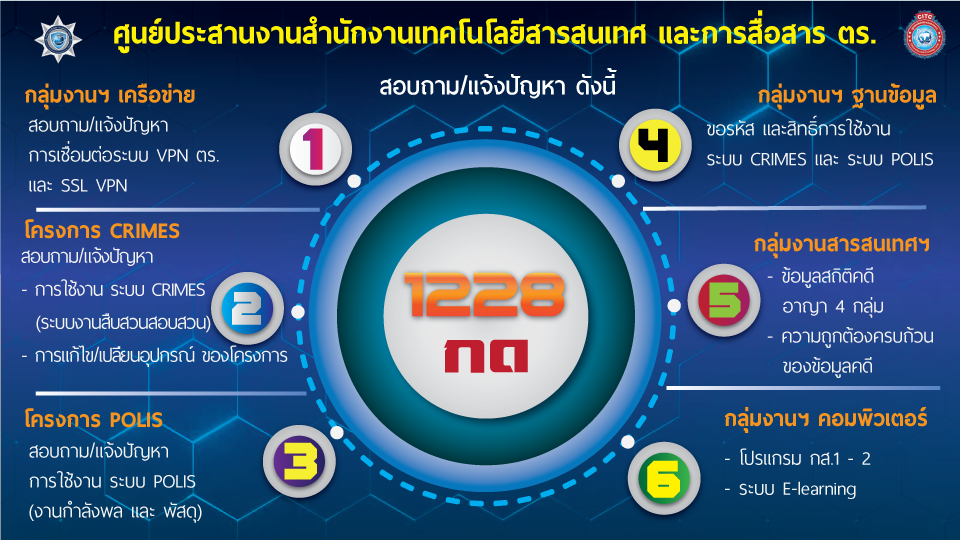 ศูนย์ประสานงานสำนักงานเทคโนโลยีสารสนเทศ และการสื่อสาร ตร.
CITC
สอบถาม/แจ้งปัญหา ดังนี้
1228
กด
1
กลุ่มงานฯ เครือข่าย
สอบถาม/แจ้งปัญหา
การเชื่อมต่อระบบ VPN ตร.
และ SSL VPN
2
โครงการ CRIMES
สอบถาม/แจ้งปัญหา
- การใช้งาน ระบบ CRIMES
(ระบบงานสืบสวนสอบสวน)
- การแก้ไข/เปลี่ยนอุปกรณ์ ของโครงการ
3
โครงการ POLIS
สอบถาม/แจ้งปัญหา
การใช้งาน ระบบ POLIS
(งานกำลังพล และ พัสดุ)
4
กลุ่มงานฯ ฐานข้อมูล
ขอรหัส และสิทธิ์การใช้งาน
ระบบ CRIMES และ ระบบ POLIS
5
กลุ่มงานสารสนเทศฯ
- ข้อมูลสถิติคดี
อาญา 4 กลุ่ม
- ความถูกต้องครบถ้วน
ของข้อมูลคดี
6
กลุ่มงานฯ คอมพิวเตอร์
- โปรแกรม กส.1 - 2
- ระบบ E-learning